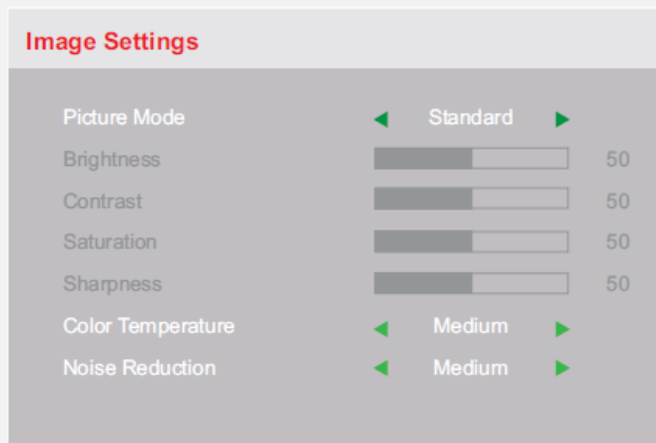 Image Settings
Picture Mode Standard
Brightness 50
Contrast 50
Saturation 50
Sharpness 50
Color Temperature Medium
Noise Reduction Medium